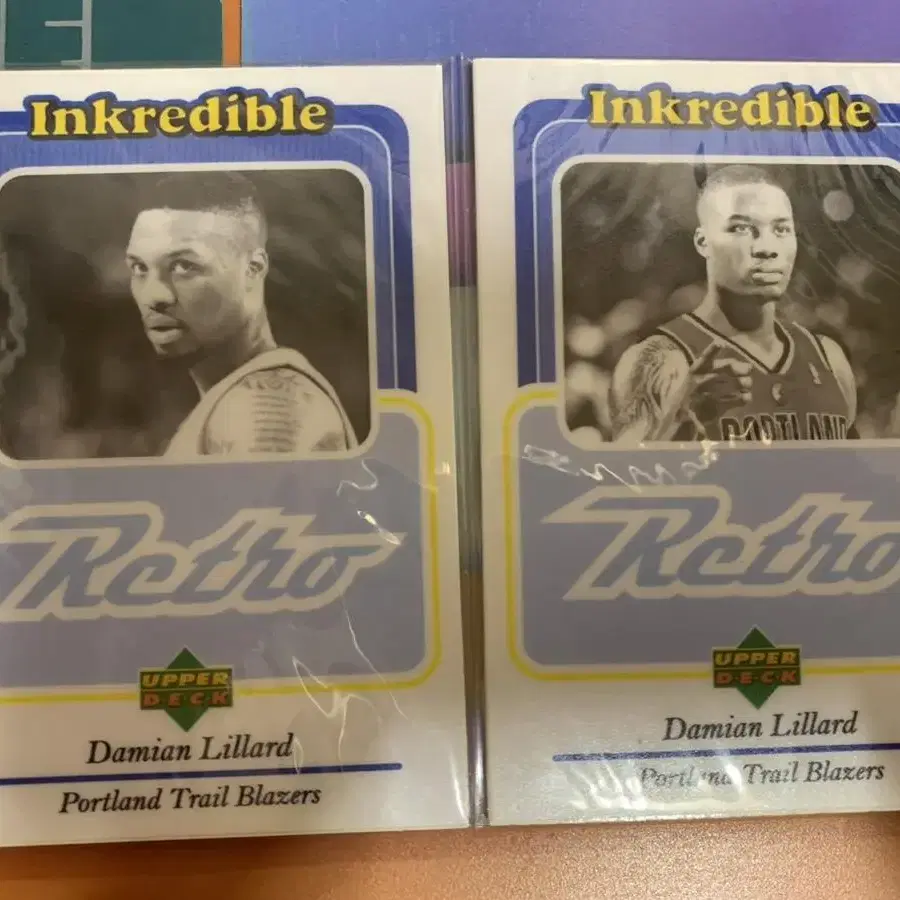 Inkredible
Retro
UPPER
DECK
Damian Lillard
Portland Trail Blazers
Inkredible
PORTLAND
Retro
UPPER
DECK
Damian Lillard
Portland Trail Blazers